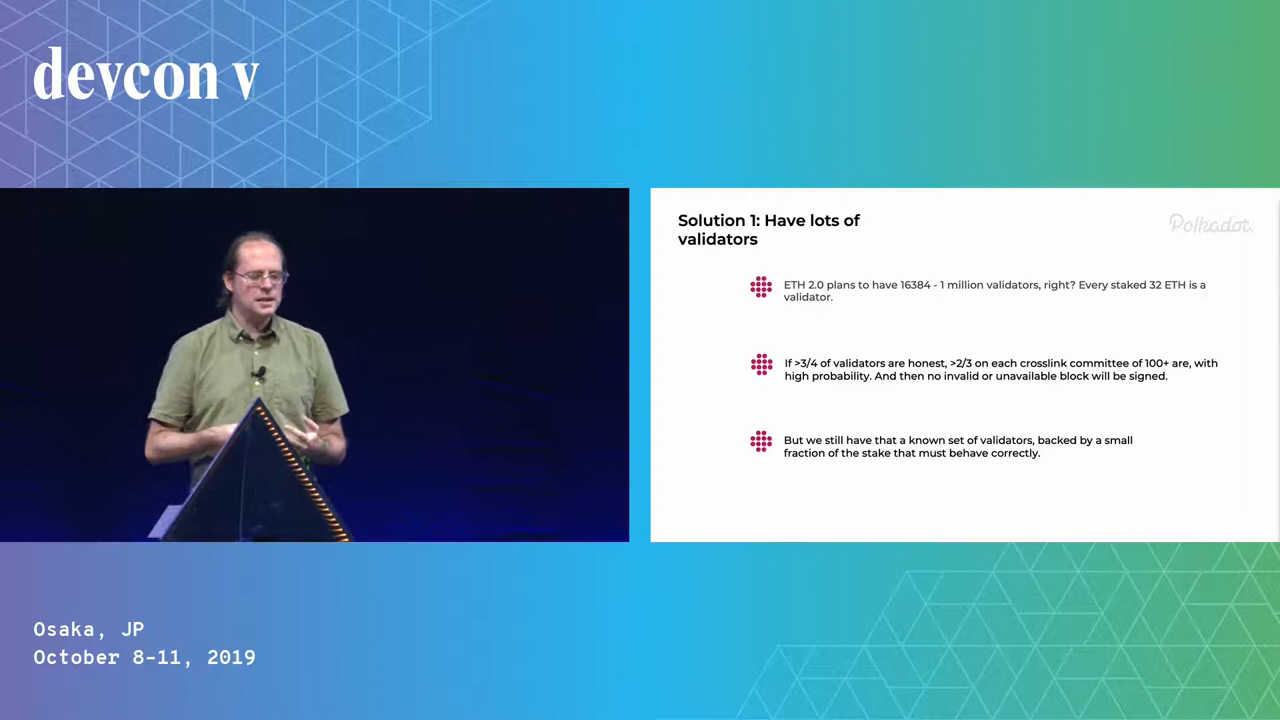 devcon v
Solution 1: Have lots of
validators
Polkadot.
ETH 2.0 plans to have 16384 - 1 million validators, right? Every staked 32 ETH is a
validator.
If >3/4 of validators are honest, >2/3 on each crosslink committee of 100+ are, with
high probability. And then no invalid or unavailable block will be signed.
But we still have that a known set of validators, backed by a small
fraction of the stake that must behave correctly.
Osaka, JP
October 8-11, 2019